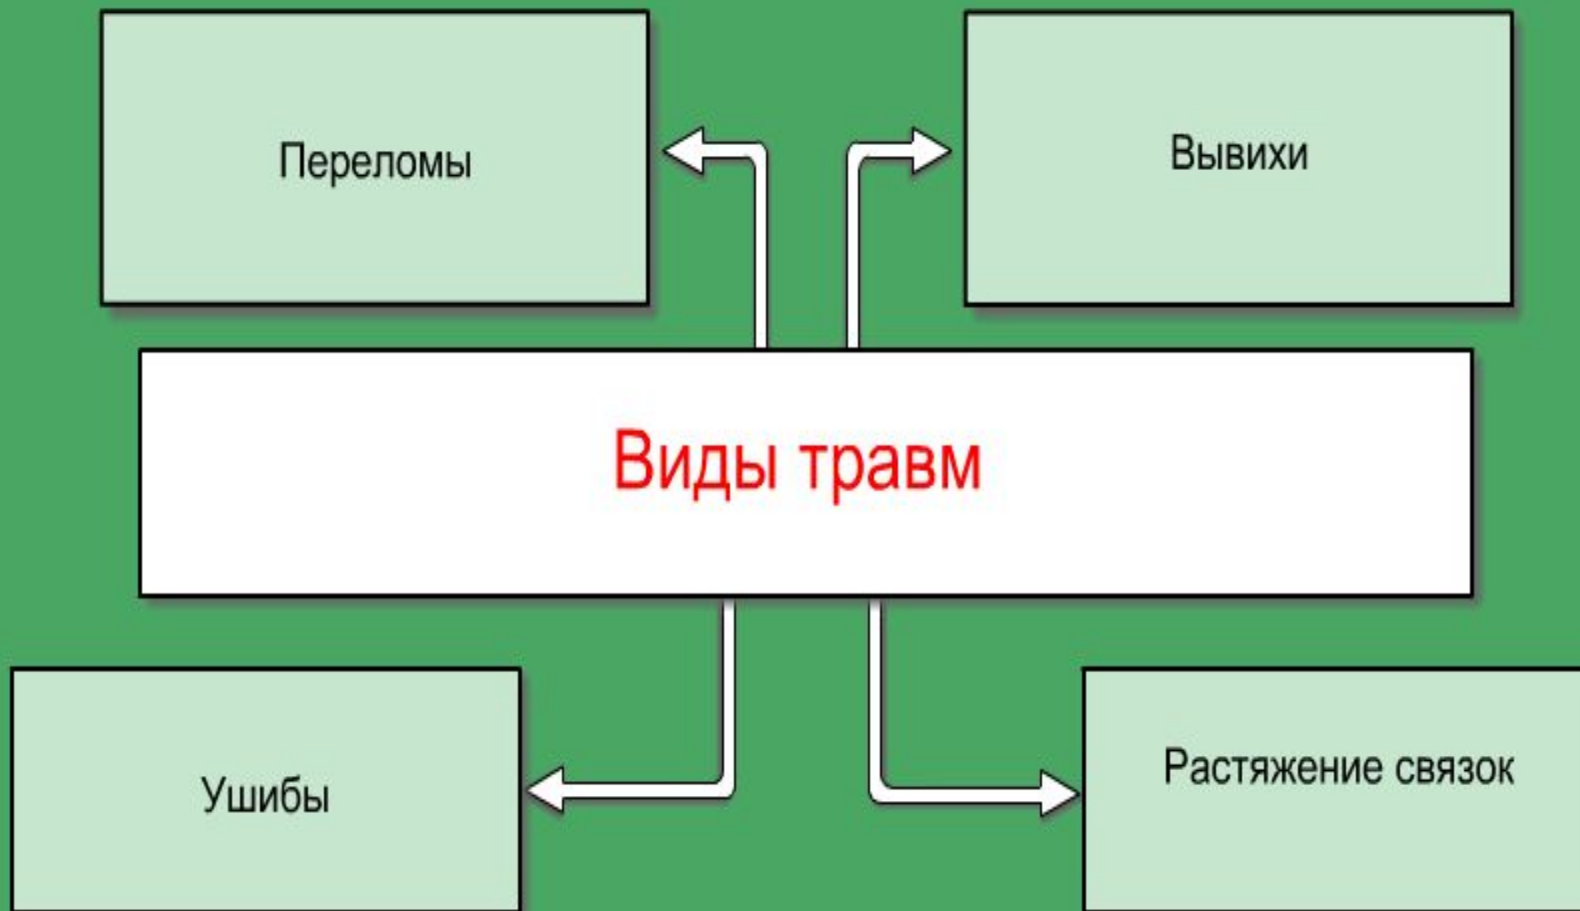 Переломы
Вывихи
Виды травм
Ушибы
Растяжение связок